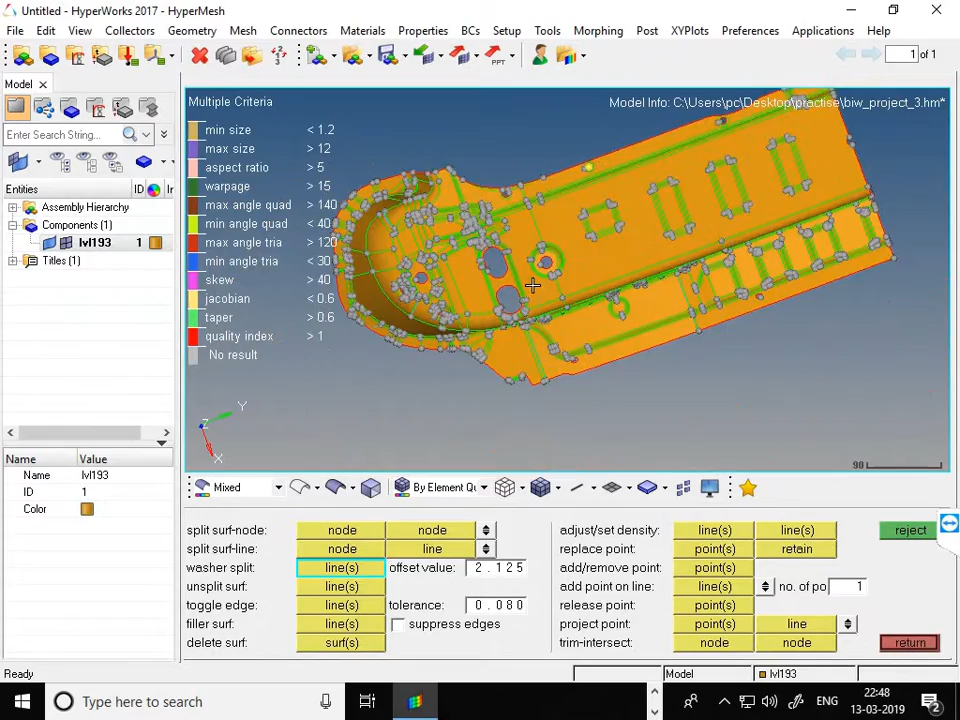 Untitled - HyperWorks 2017 - HyperMesh
File Edit View Collectors Geometry Mesh Connectors Materials Properties BCs Setup Tools Morphing Post XYPlots Preferences Applications Help
1 of 1
Model
Enter Search String...
Entities ID Ir
Assembly Hierarchy
Components (1)
lvl193 1
Titles (1)
Name Value
Name lvl193
ID 1
Color
Multiple Criteria
Model Info: C:\Users\pc\Desktop\practise\biw_project_3.hm*
min size < 1.2
max size > 12
aspect ratio > 5
warpage > 15
max angle quad > 140
min angle quad < 40
max angle tria > 120
min angle tria < 30
skew > 40
jacobian < 0.6
taper > 0.6
quality index > 1
No result
Y
Z
X
90
Mixed By Element Qu
split surf-node: node node
split surf-line: node line
washer split: line(s) offset value: 2.125
unsplit surf: line(s)
toggle edge: line(s) tolerance: 0.080
filler surf: line(s) suppress edges
delete surf: surf(s)
adjust/set density: line(s) line(s)
replace point: point(s) retain
add/remove point: point(s)
add point on line: line(s) no. of po 1
release point: point(s)
project point: point(s) line
trim-intersect: node node
reject
return
Ready Model lvl193
Type here to search
ENG
22:48
13-03-2019
2